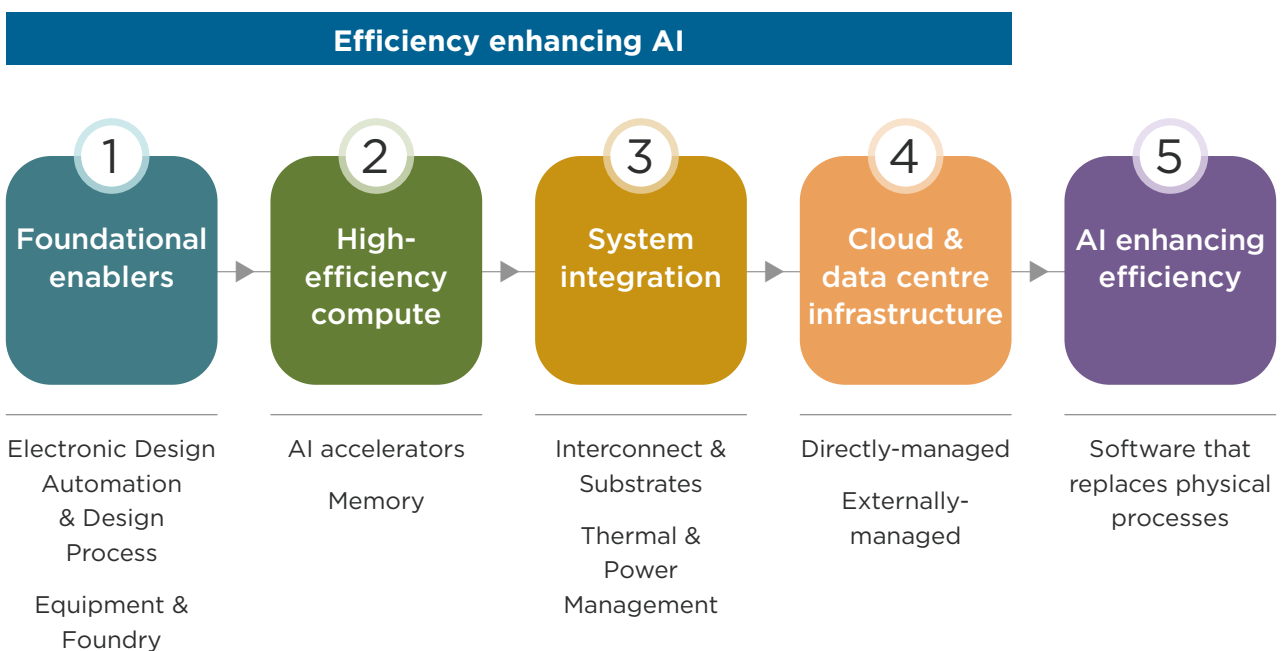 Efficiency enhancing AI
1
Foundational
enablers
2
High-
efficiency
compute
3
System
integration
4
Cloud &
data centre
infrastructure
5
AI enhancing
efficiency
Electronic Design
Automation
& Design
Process
Equipment &
Foundry
AI accelerators
Memory
Interconnect &
Substrates
Thermal &
Power
Management
Directly-managed
Externally-
managed
Software that
replaces physical
processes